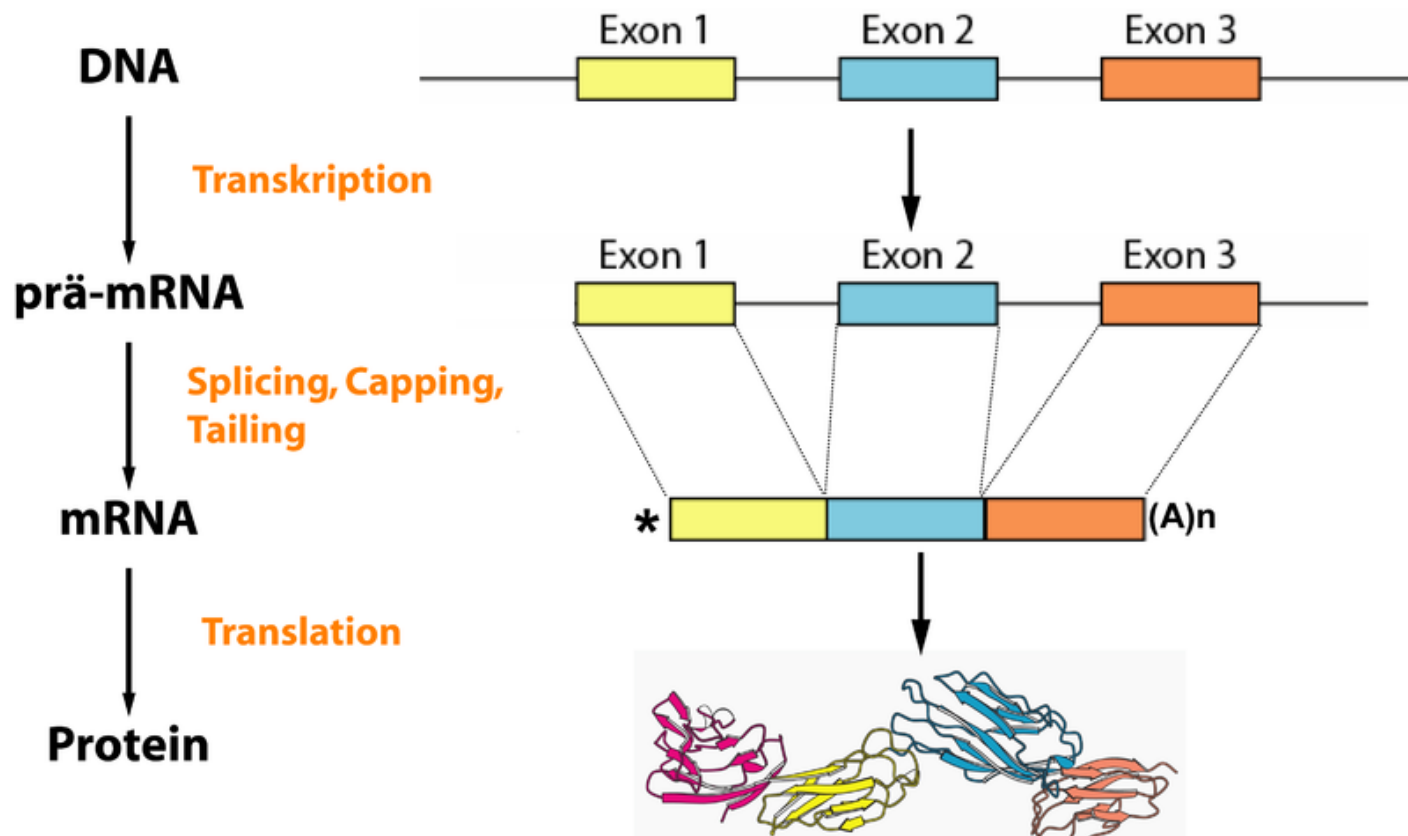 DNA
Exon 1 Exon 2 Exon 3
Transkription
prä-mRNA
Exon 1 Exon 2 Exon 3
Splicing, Capping,
Tailing
mRNA
* (A)n
Translation
Protein